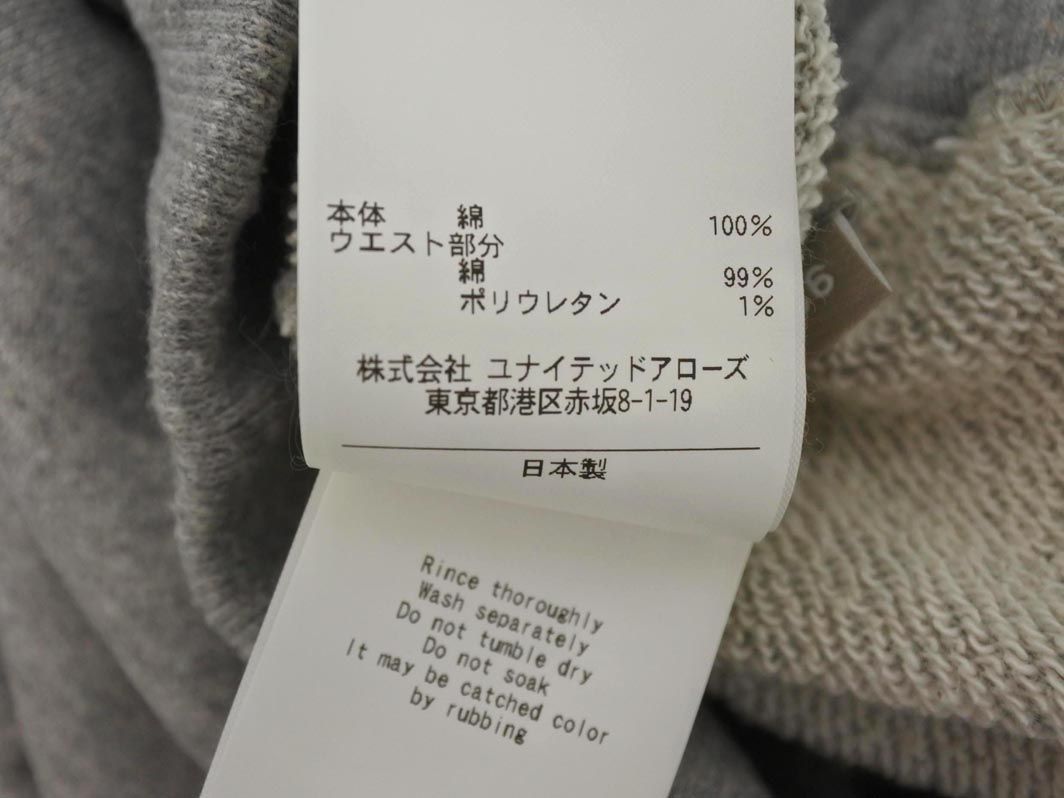 本体 綿 100%
ウエスト部分
綿 99%
ポリウレタン 1%
株式会社 ユナイテッドアローズ
東京都港区赤坂8-1-19
日本製
Rince thoroughly
Wash separately
Do not tumble dry
Do not soak
It may be catched color
by rubbing
6